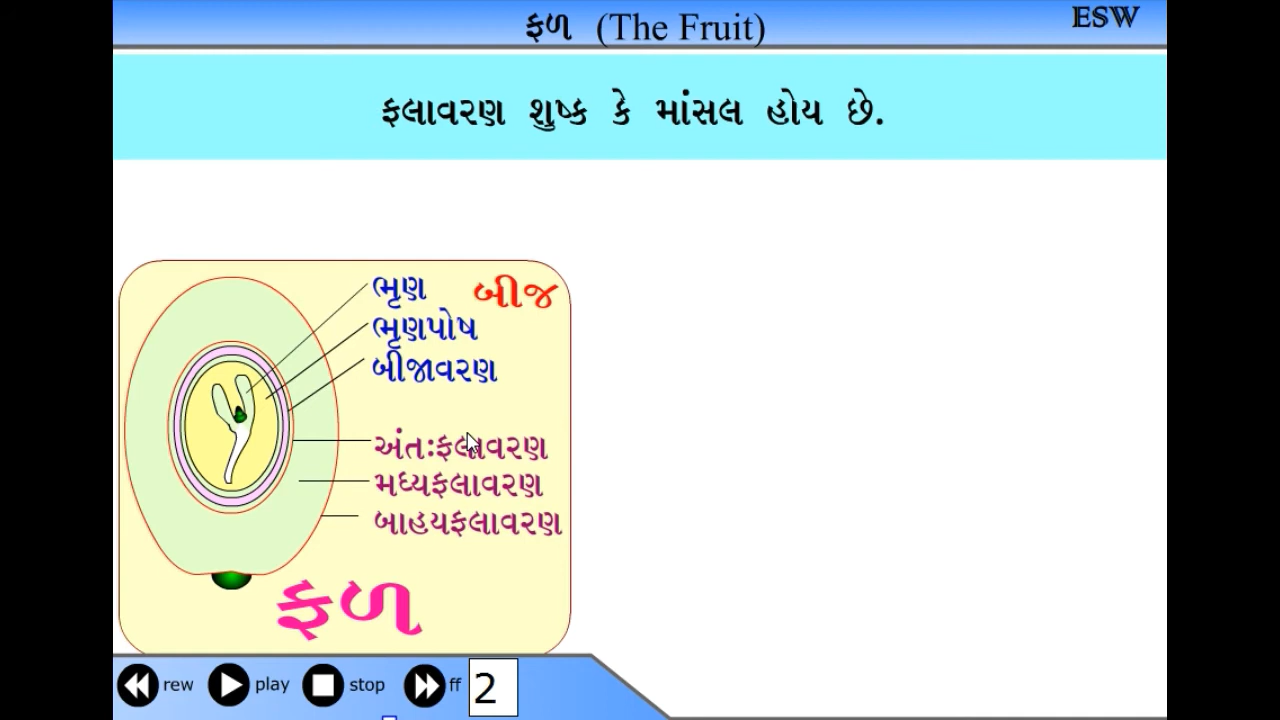 ફળ (The Fruit)
ESW
ફલાવરણ શુષ્ક કે માંસલ હોય છે.
ભૃણ
બીજ
ભૃણપોષ
બીજાવરણ
અંતઃફલાવરણ
મધ્યફલાવરણ
બાહયફલાવરણ
ફળ
rew play stop ff 2